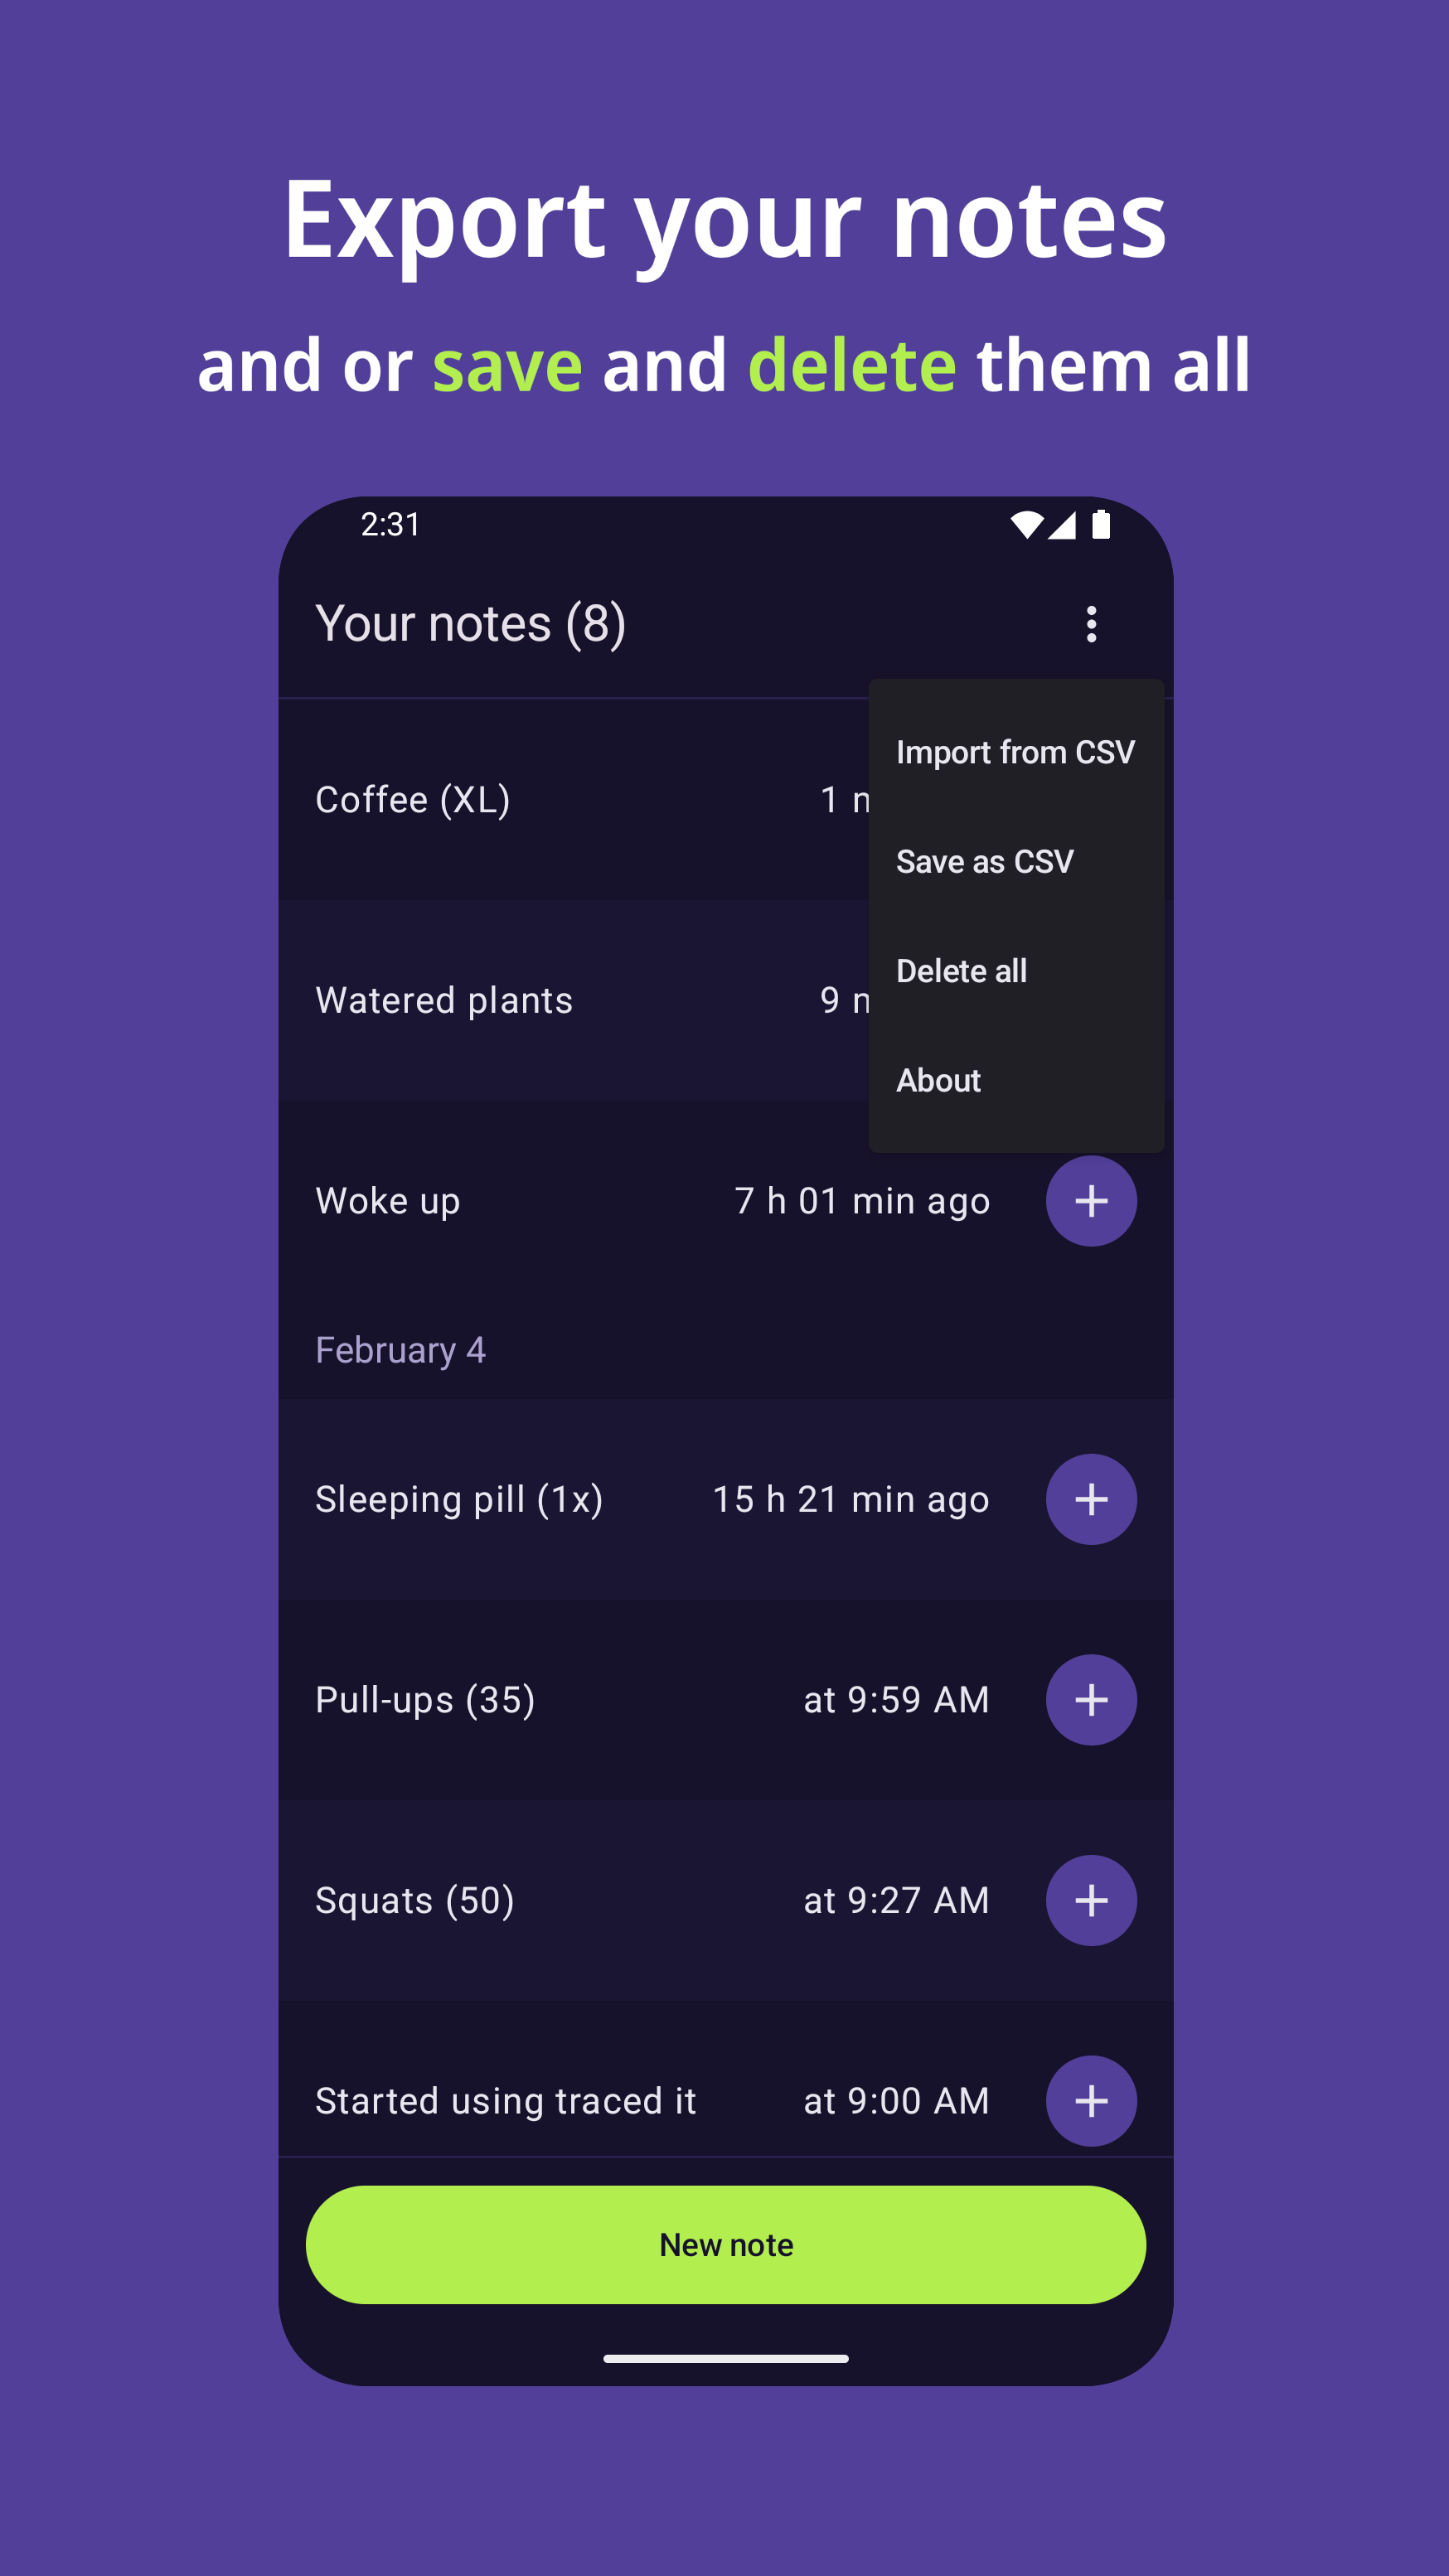 Export your notes
and or save and delete them all
2:31
Your notes (8)
Import from CSV
Save as CSV
Delete all
About
Coffee (XL) 1
Watered plants 9
Woke up 7 h 01 min ago
February 4
Sleeping pill (1x) 15 h 21 min ago
Pull-ups (35) at 9:59 AM
Squats (50) at 9:27 AM
Started using traced it at 9:00 AM
New note